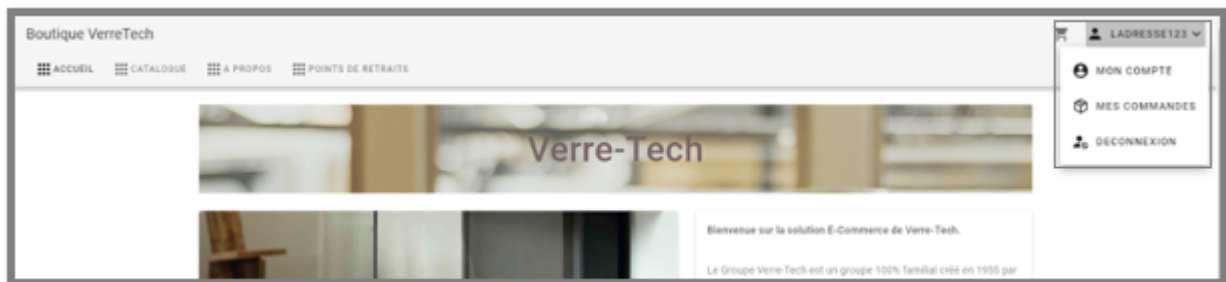 Boutique VerreTech
LADRESSE123
ACCUEIL CATALOGUE A PROPOS POINTS DE RETRAITS
MON COMPTE
MES COMMANDES
DECONNEXION
Verre-Tech
Bienvenue sur la solution E-Commerce de Verre-Tech.
Le Groupe Verre-Tech est un groupe 100% familial créé en 1955 par